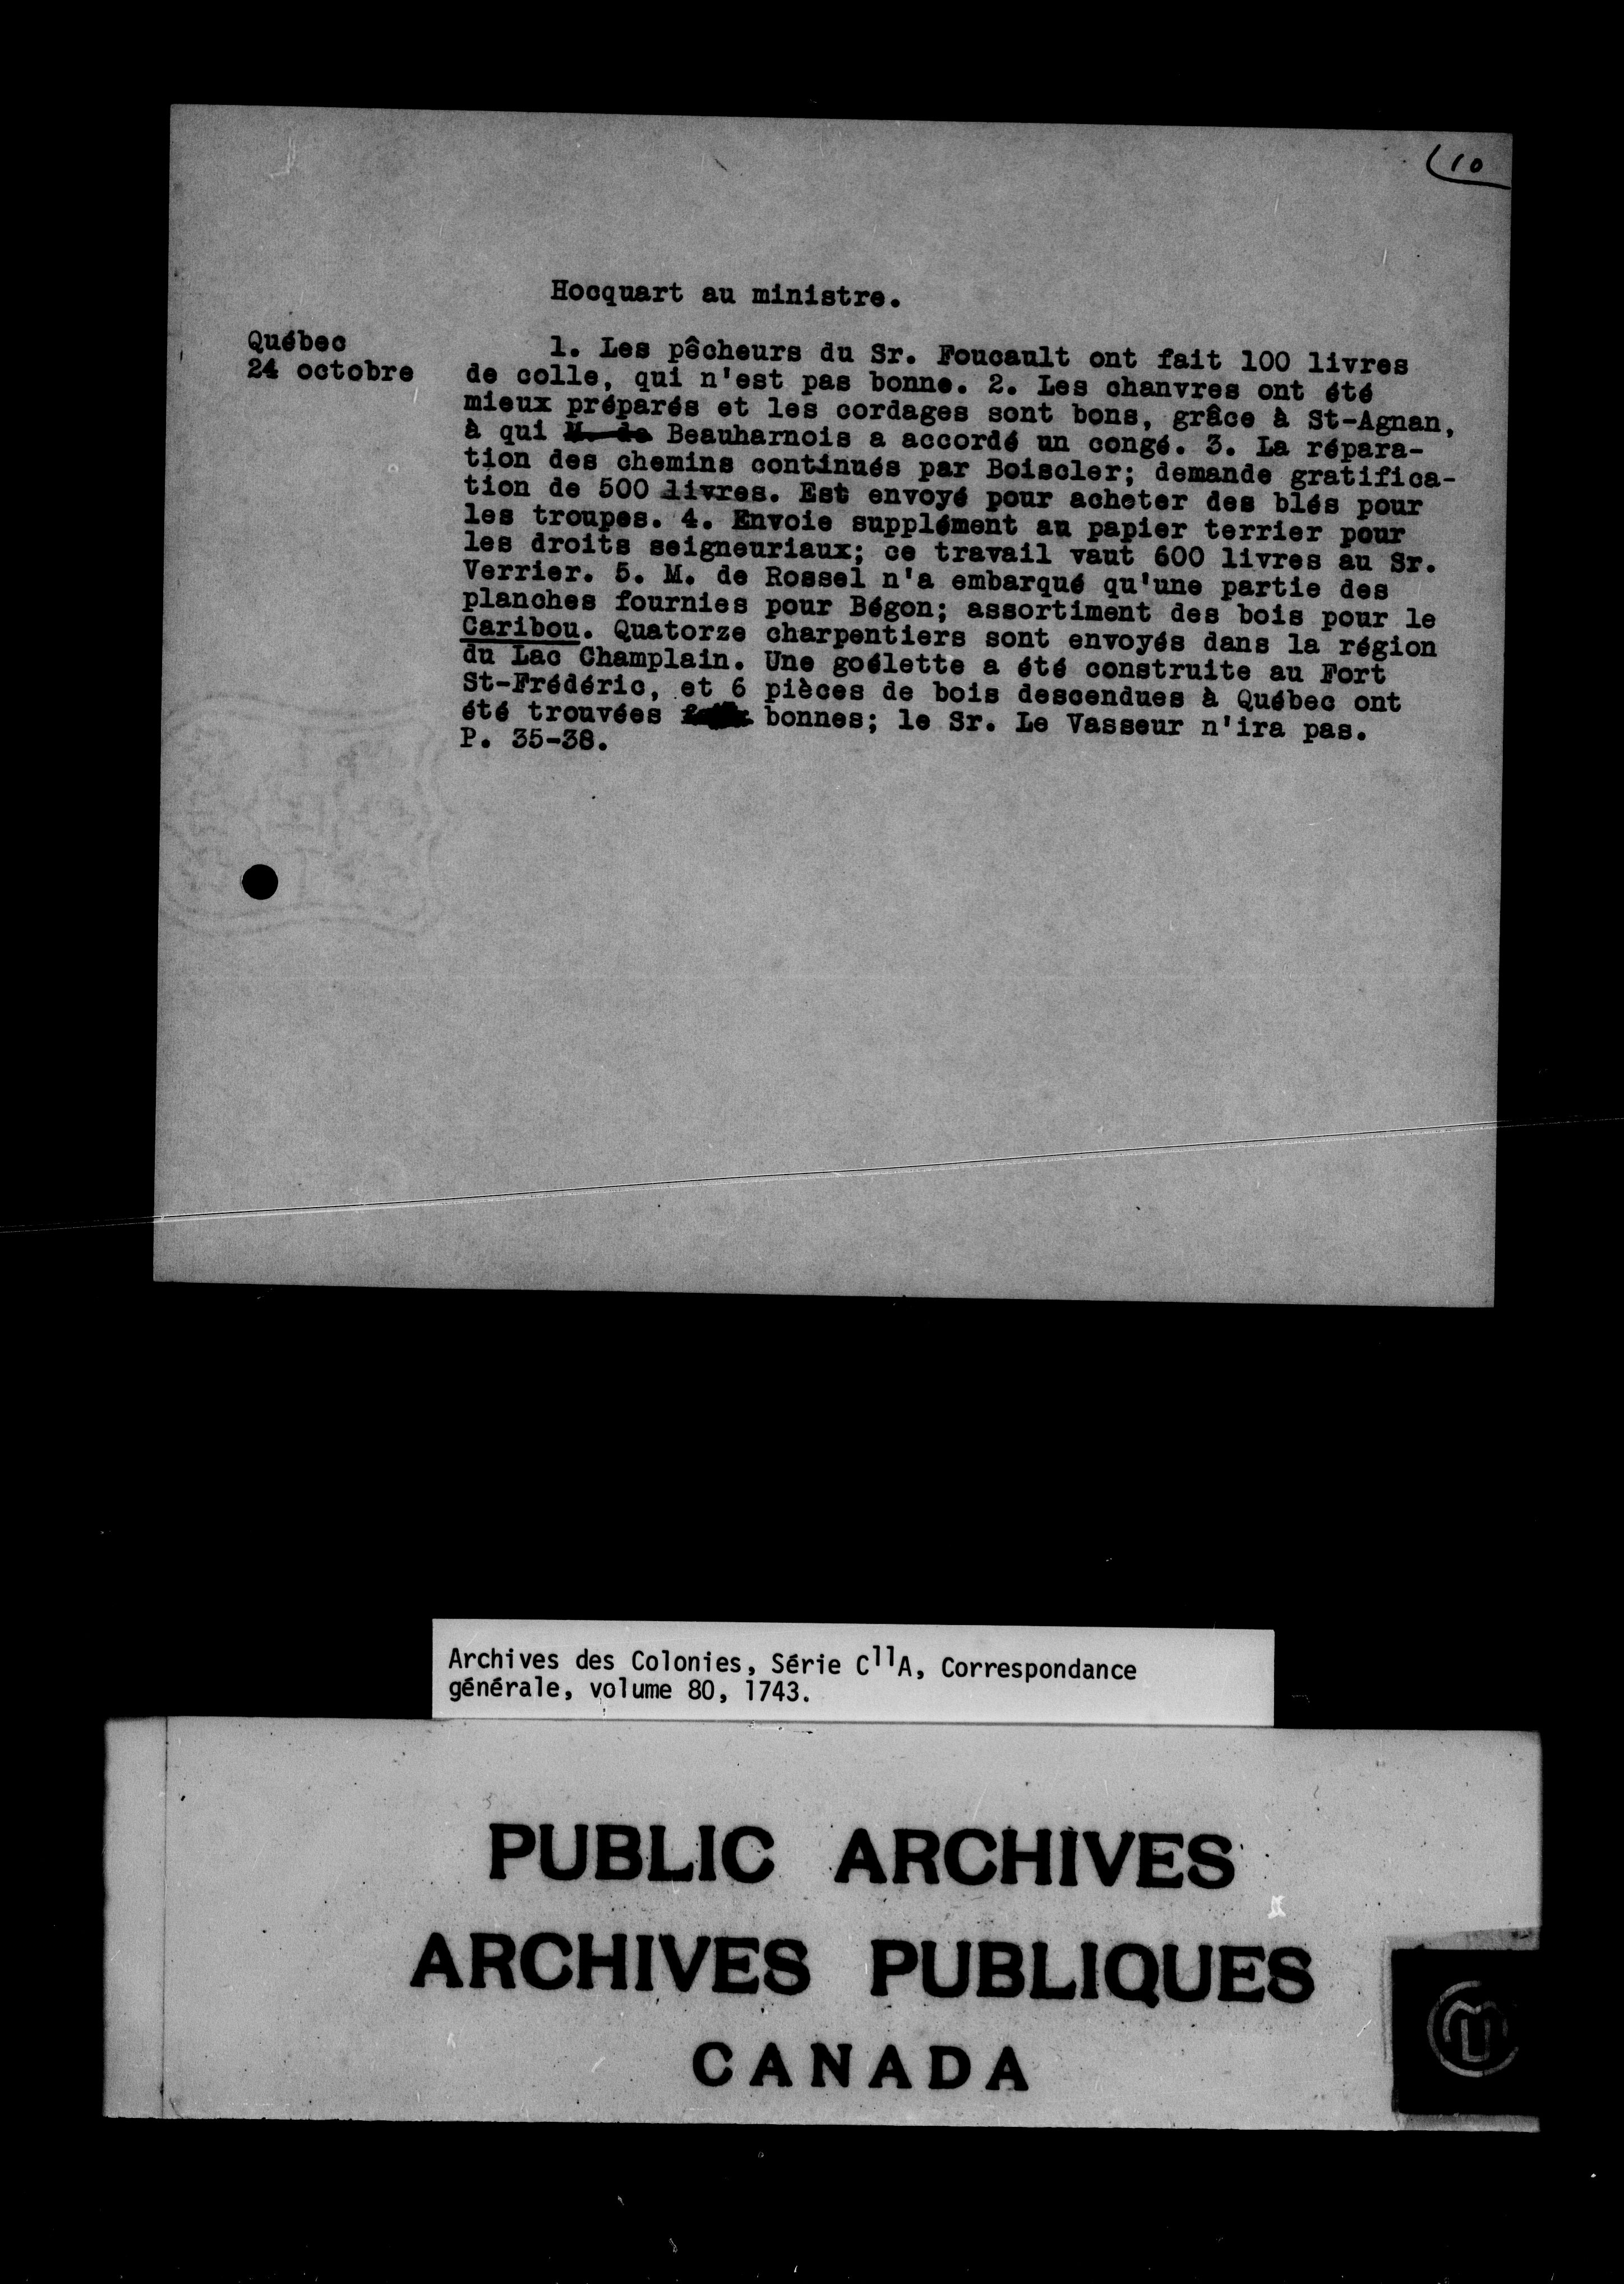 (10
Hocquart au ministre.
Québec
24 octobre
1. Les pêcheurs du Sr. Foucault ont fait 100 livres
de colle, qui n'est pas bonne. 2. Les chanvres ont été
mieux préparés et les cordages sont bons, grâce à St-Agnan,
à qui M. de Beauharnois a accordé un congé. 3. La répara-
tion des chemins continués par Boiscler; demande gratifica-
tion de 500 livres. Est envoyé pour acheter des blés pour
les troupes. 4. Envoie supplément au papier terrier pour
les droits seigneuriaux; ce travail vaut 600 livres au Sr.
Verrier. 5. M. de Rossel n'a embarqué qu'une partie des
planches fournies pour Bégon; assortiment des bois pour le
Caribou. Quatorze charpentiers sont envoyés dans la région
du Lac Champlain. Une goélette a été construite au Fort
St-Frédéric, et 6 pièces de bois descendues à Québec ont
été trouvées bonnes; le Sr. Le Vasseur n'ira pas.
P. 35-38.
Archives des Colonies, Série C11A, Correspondance
générale, volume 80, 1743.
PUBLIC ARCHIVES
ARCHIVES PUBLIQUES
CANADA